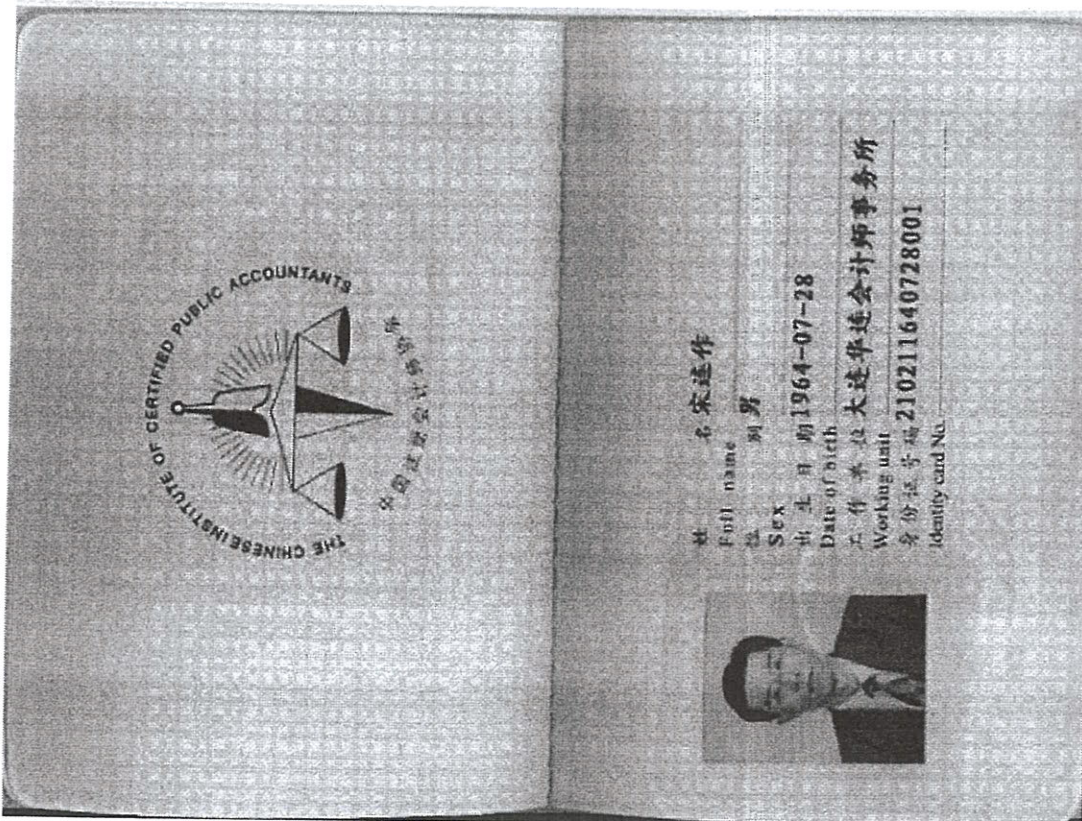 THE CHINESE INSTITUTE OF CERTIFIED PUBLIC ACCOUNTANTS
中国注册会计师协会
姓 名 宋连作
Full name
性 别 男
Sex
出 生 日 期 1964-07-28
Date of birth
工 作 单 位 大连华连会计师事务所
Working unit
身 份 证 号 码 210211640728001
Identity card No.